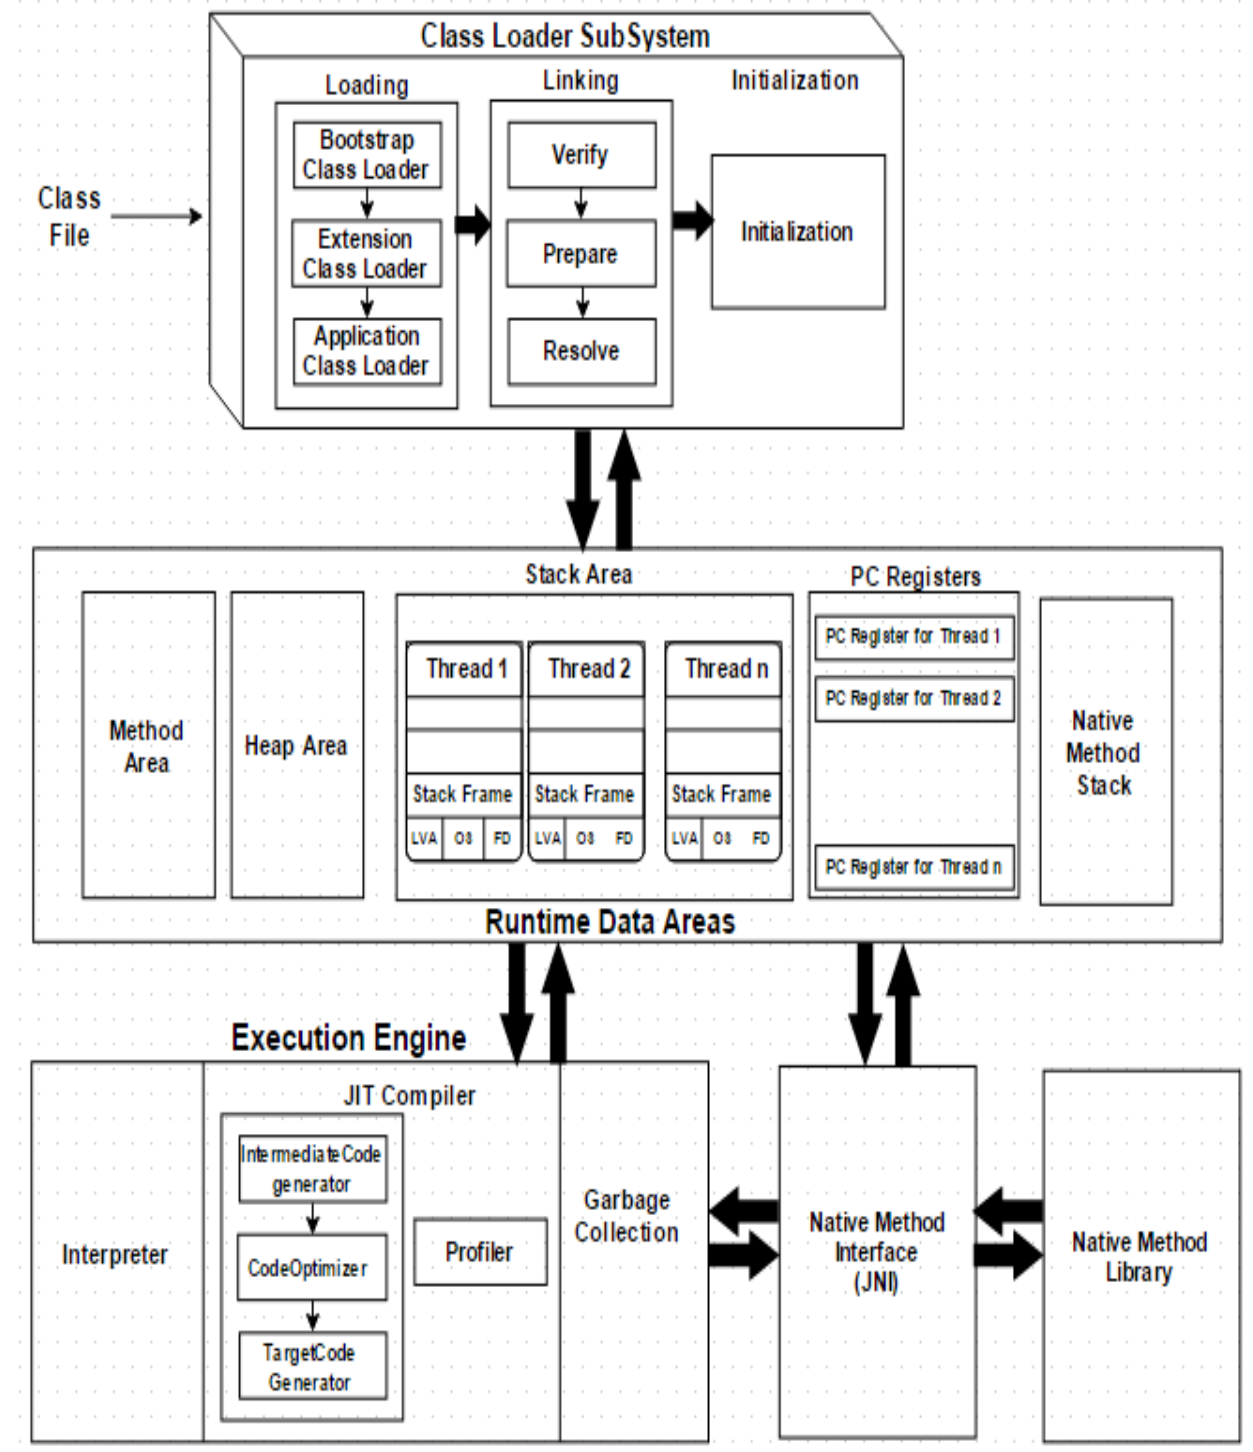 Class Loader SubSystem
Loading
Linking
Initialization
Bootstrap
Class Loader
Extension
Class Loader
Application
Class Loader
Verify
Prepare
Resolve
Initialization
Class
File
Stack Area
PC Registers
Method
Area
Heap Area
Thread 1
Stack Frame
LVA OS FD
Thread 2
Stack Frame
LVA OS FD
Thread n
Stack Frame
LVA OS FD
PC Register for Thread 1
PC Register for Thread 2
PC Register for Thread n
Native
Method
Stack
Runtime Data Areas
Execution Engine
Interpreter
JIT Compiler
IntermediateCode
generator
CodeOptimizer
TargetCode
Generator
Profiler
Garbage
Collection
Native Method
Interface
(JNI)
Native Method
Library